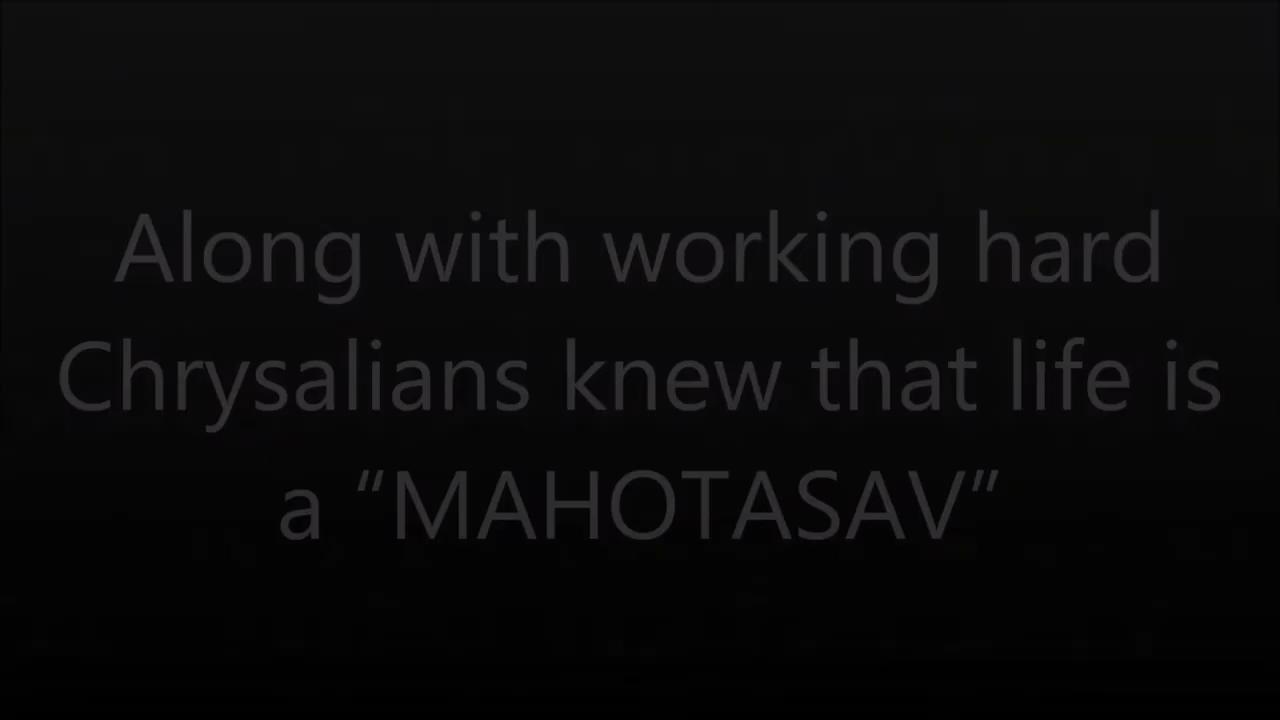 Along with working hard
Chrysalians knew that life is
a “MAHOTASAV”